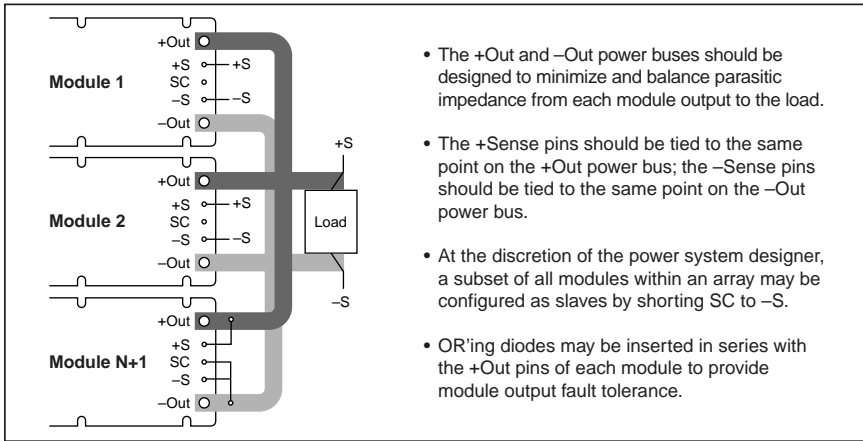 +Out
+S
+S
Module 1
SC
–S
–S
–Out
+Out
+S
+S
Module 2
SC
–S
–S
–Out
+Out
+S
Module N+1
SC
–S
–Out
+S
Load
–S
• The +Out and –Out power buses should be
designed to minimize and balance parasitic
impedance from each module output to the load.
• The +Sense pins should be tied to the same
point on the +Out power bus; the –Sense pins
should be tied to the same point on the –Out
power bus.
• At the discretion of the power system designer,
a subset of all modules within an array may be
configured as slaves by shorting SC to –S.
• OR'ing diodes may be inserted in series with
the +Out pins of each module to provide
module output fault tolerance.